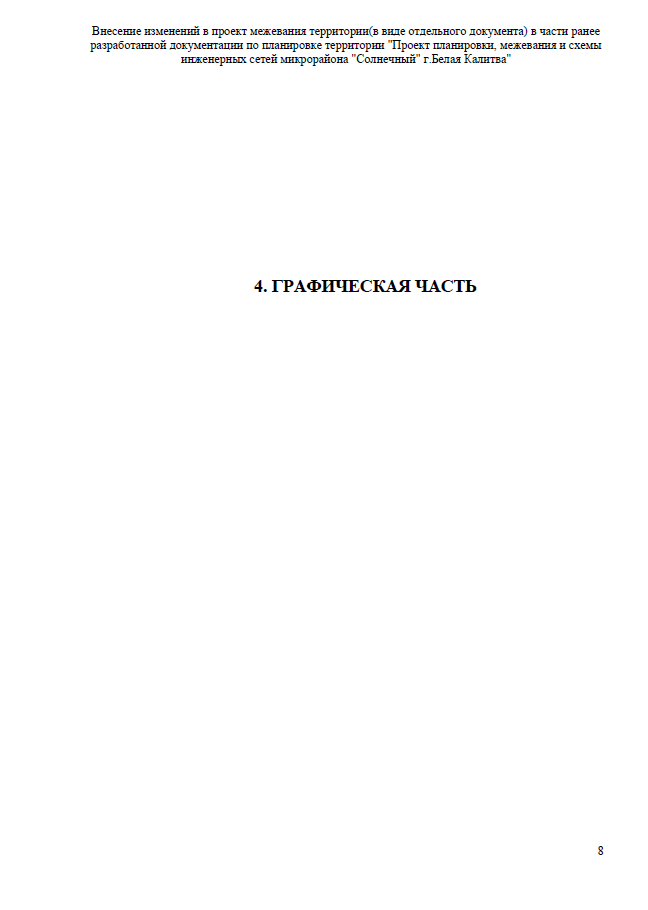 Внесение изменений в проект межевания территории(в виде отдельного документа) в части ранее
разработанной документации по планировке территории "Проект планировки, межевания и схемы
инженерных сетей микрорайона "Солнечный" г.Белая Калитва"
4. ГРАФИЧЕСКАЯ ЧАСТЬ
8